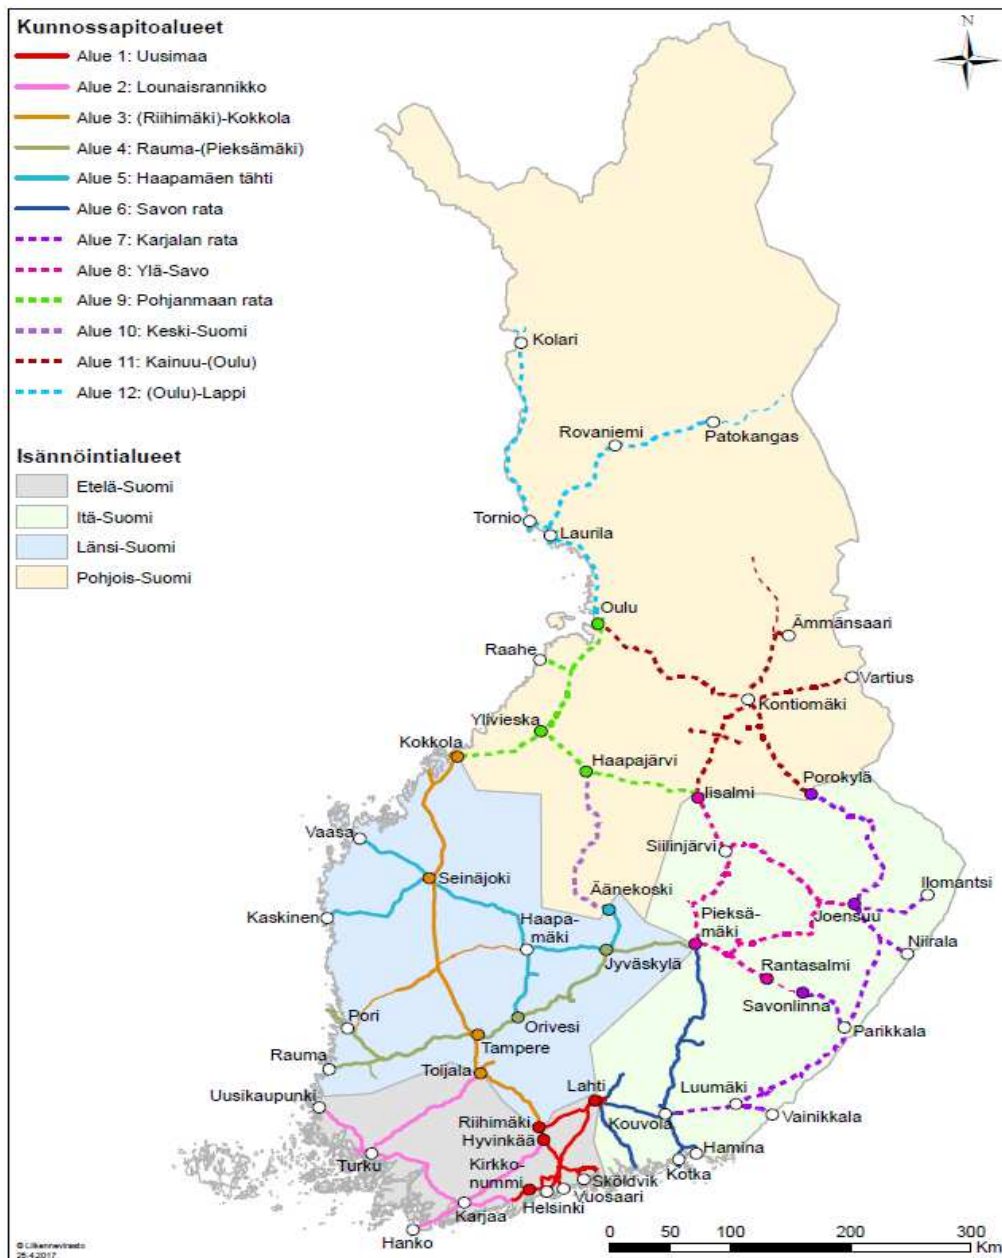 Kunnossapitoalueet
Alue 1: Uusimaa
Alue 2: Lounaisrannikko
Alue 3: (Riihimäki)-Kokkola
Alue 4: Rauma-(Pieksämäki)
Alue 5: Haapamäen tähti
Alue 6: Savon rata
Alue 7: Karjalan rata
Alue 8: Ylä-Savo
Alue 9: Pohjanmaan rata
Alue 10: Keski-Suomi
Alue 11: Kainuu-(Oulu)
Alue 12: (Oulu)-Lappi
Isännöintialueet
Etelä-Suomi
Itä-Suomi
Länsi-Suomi
Pohjois-Suomi
N
Kolari
Rovaniemi
Patokangas
Tornio
Laurila
Oulu
Ämmänsaari
Raahe
Vartius
Kontiomäki
Ylivieska
Kokkola
Haapajärvi
Porokylä
Iisalmi
Vaasa
Siilinjärvi
Seinäjoki
Ilomantsi
Äänekoski
Kaskinen
Haapa-
mäki
Pieksä-
mäki
Joensuu
Niirala
Jyväskylä
Rantasalmi
Savonlinna
Pori
Orivesi
Parikkala
Tampere
Rauma
Toijala
Uusikaupunki
Lahti
Luumäki
Vainikkala
Kouvola
Riihimäki
Hyvinkää
Turku
Kirkko-
nummi
Hamina
Kotka
Sköldvik
Vuosaari
Helsinki
Karjaa
Hanko
0 50 100 200 300
Km
© Liikennevirasto
25.4.2017